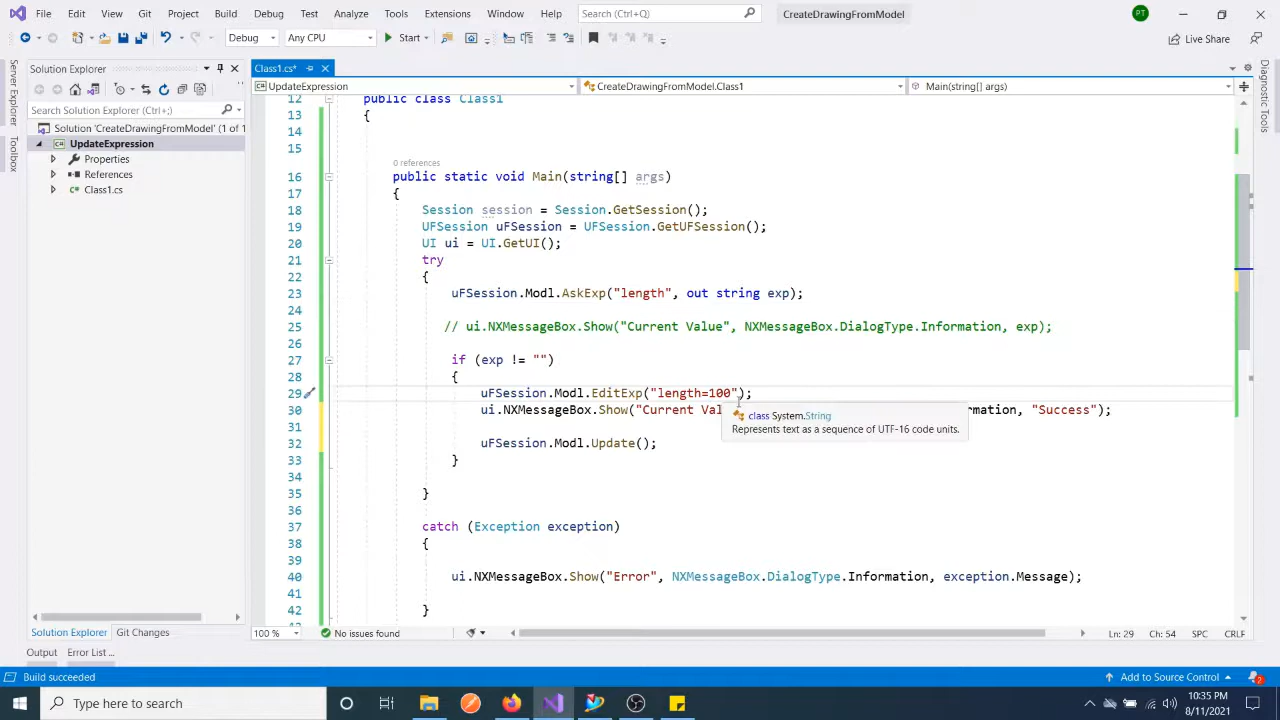 File Edit View Git Project Build Debug Test Analyze Tools Extensions Window Help Search (Ctrl+Q) CreateDrawingFromModel PT
Debug Any CPU Start Live Share
Solution Explorer
Class1.cs*
UpdateExpression CreateDrawingFromModel.Class1 Main(string[] args)
Search Solution Explorer (Ctrl+;)
Solution 'CreateDrawingFromModel' (1 of 1
UpdateExpression
Properties
References
Class1.cs
SQL Server Object Explorer
Toolbox
Diagnostic Tools
12 public class Class1
13 {
14
15
0 references
16 public static void Main(string[] args)
17 {
18 Session session = Session.GetSession();
19 UFSession uFSession = UFSession.GetUFSession();
20 UI ui = UI.GetUI();
21 try
22 {
23 uFSession.Modl.AskExp("length", out string exp);
24
25 // ui.NXMessageBox.Show("Current Value", NXMessageBox.DialogType.Information, exp);
26
27 if (exp != "")
28 {
29 uFSession.Modl.EditExp("length=100");
30 ui.NXMessageBox.Show("Current Val mation, "Success");
class System.String
Represents text as a sequence of UTF-16 code units.
31
32 uFSession.Modl.Update();
33 }
34
35 }
36
37 catch (Exception exception)
38 {
39
40 ui.NXMessageBox.Show("Error", NXMessageBox.DialogType.Information, exception.Message);
41
42 }
Solution Explorer Git Changes
100 % No issues found Ln: 29 Ch: 54 SPC CRLF
Output Error List ...
Build succeeded Add to Source Control 2
Type here to search
10:35 PM
8/11/2021